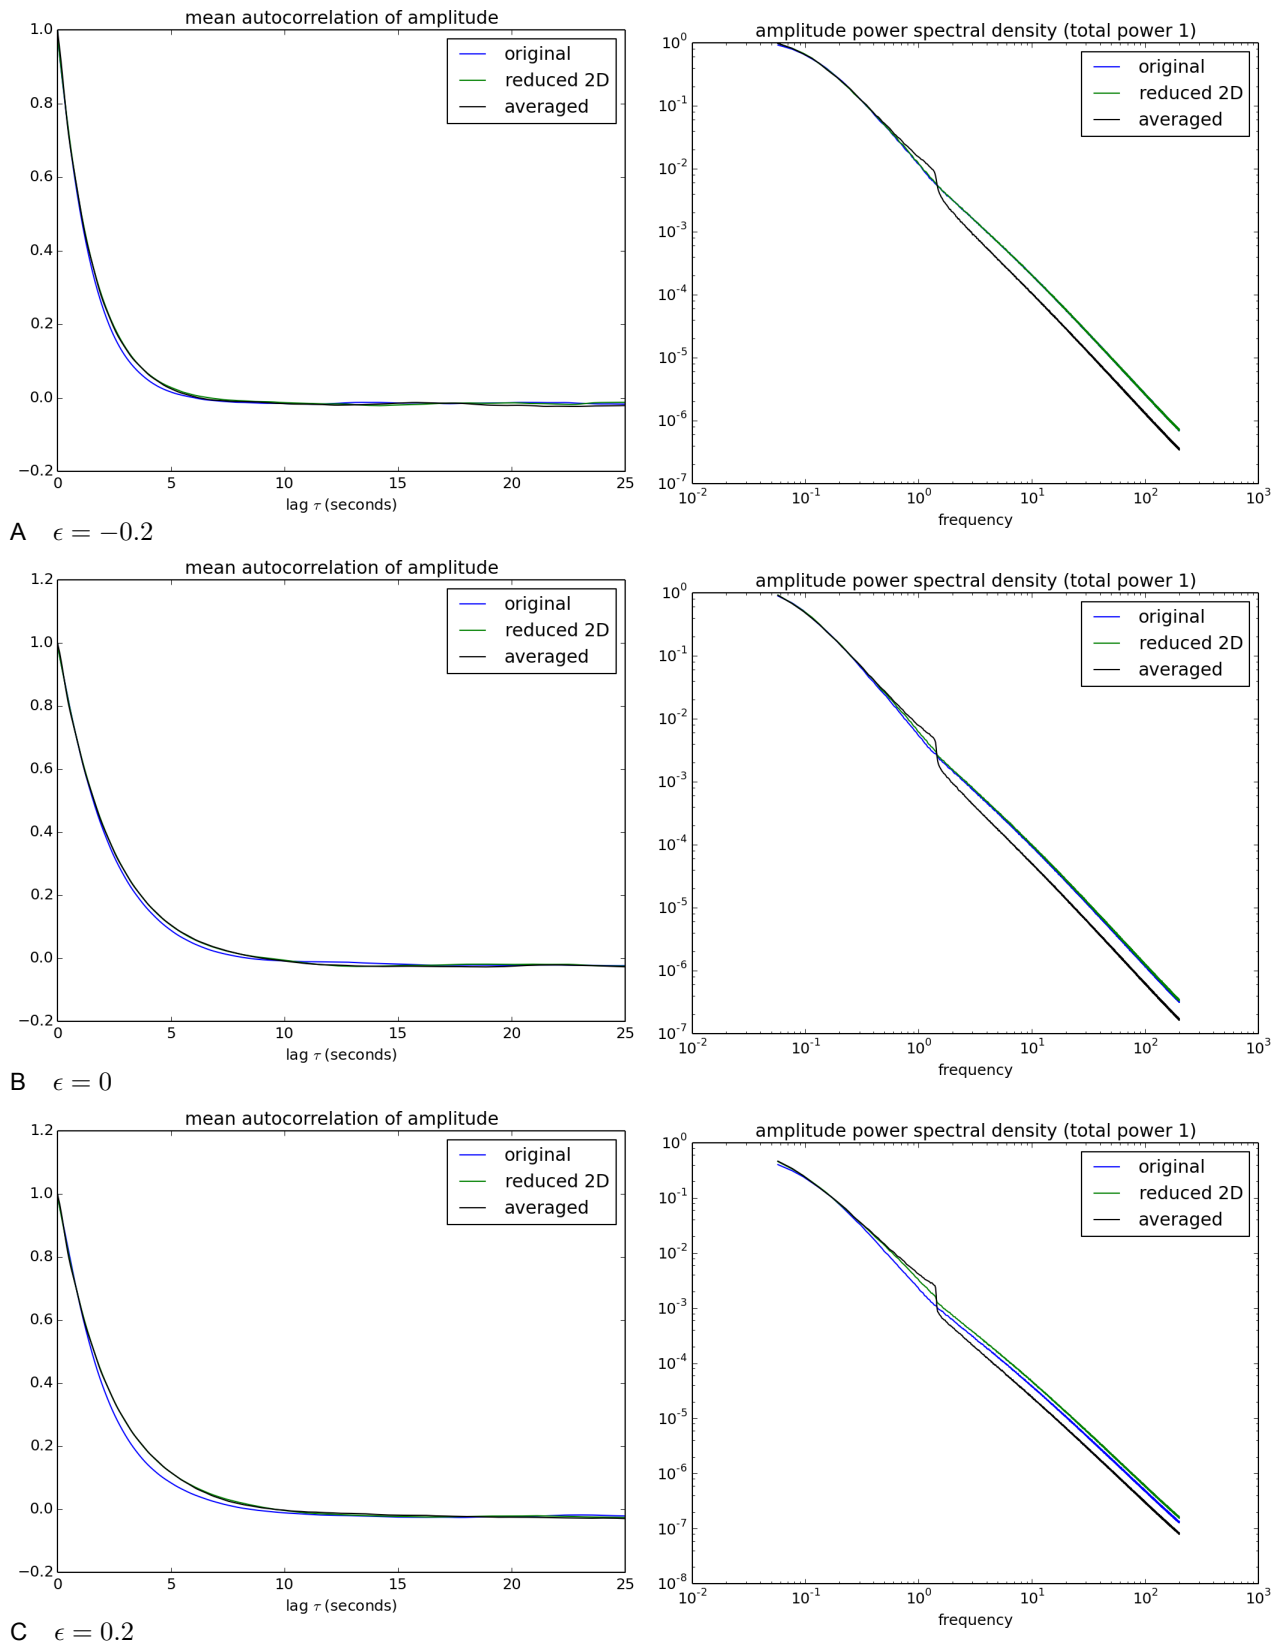 mean autocorrelation of amplitude
1.0
0.8
0.6
0.4
0.2
0.0
−0.2
0 5 10 15 20 25
lag τ (seconds)
original
reduced 2D
averaged
amplitude power spectral density (total power 1)
10^0
10^-1
10^-2
10^-3
10^-4
10^-5
10^-6
10^-7
10^-2 10^-1 10^0 10^1 10^2 10^3
frequency
original
reduced 2D
averaged
A ϵ = −0.2
mean autocorrelation of amplitude
1.2
1.0
0.8
0.6
0.4
0.2
0.0
−0.2
0 5 10 15 20 25
lag τ (seconds)
original
reduced 2D
averaged
amplitude power spectral density (total power 1)
10^0
10^-1
10^-2
10^-3
10^-4
10^-5
10^-6
10^-7
10^-2 10^-1 10^0 10^1 10^2 10^3
frequency
original
reduced 2D
averaged
B ϵ = 0
mean autocorrelation of amplitude
1.2
1.0
0.8
0.6
0.4
0.2
0.0
−0.2
0 5 10 15 20 25
lag τ (seconds)
original
reduced 2D
averaged
amplitude power spectral density (total power 1)
10^0
10^-1
10^-2
10^-3
10^-4
10^-5
10^-6
10^-7
10^-8
10^-2 10^-1 10^0 10^1 10^2 10^3
frequency
original
reduced 2D
averaged
C ϵ = 0.2